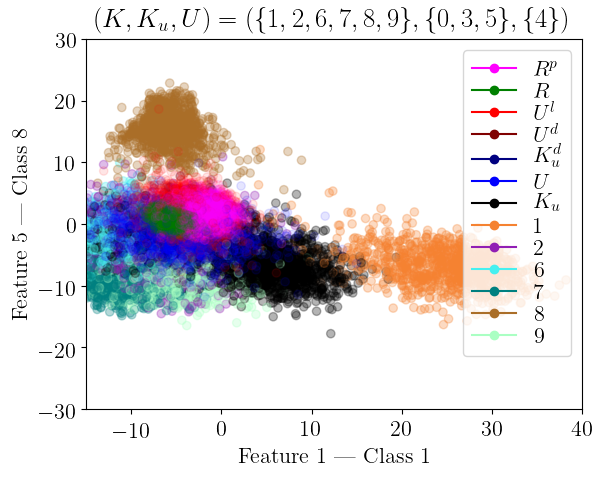 (K, K_u, U) = ({1, 2, 6, 7, 8, 9}, {0, 3, 5}, {4})
30
20
10
0
−10
−20
−30
Feature 5 — Class 8
R^p
R
U^l
U^d
K_u^d
U
K_u
1
2
6
7
8
9
−10 0 10 20 30 40
Feature 1 — Class 1